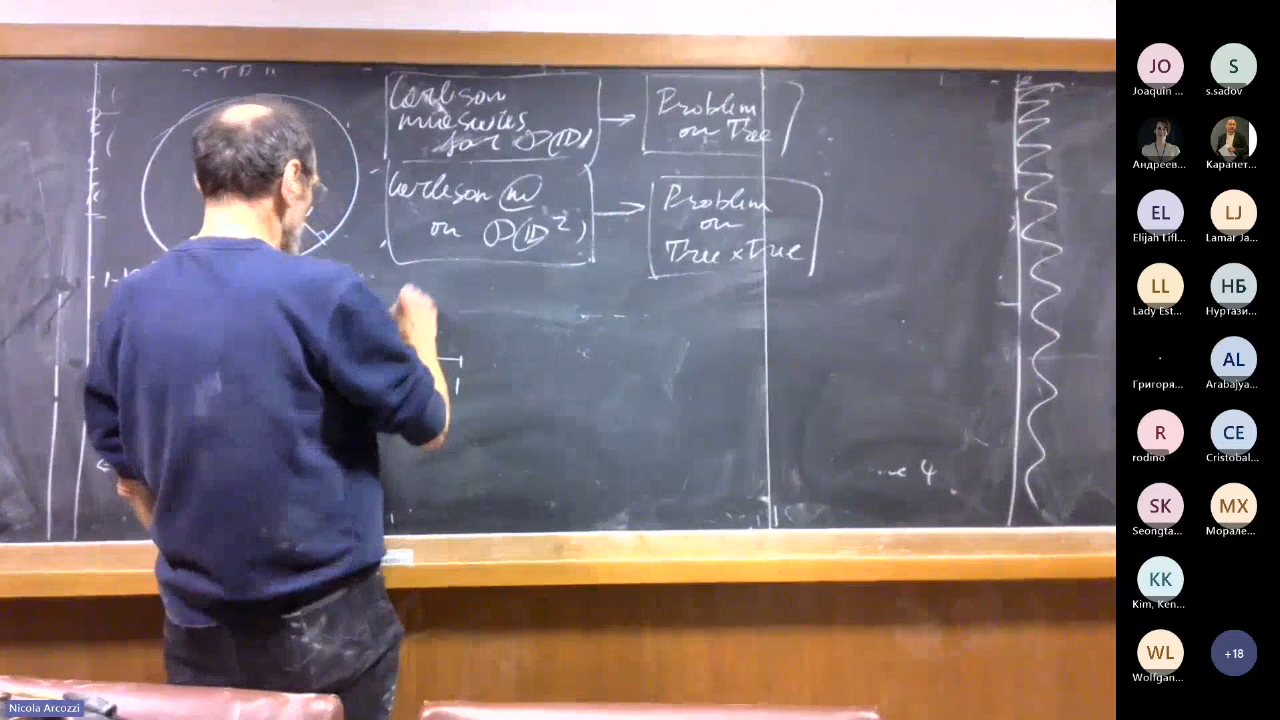 Carleson
measures
for D(D)
Problem
on Tree
Carleson m
on D(D²)
Problem
on
Tree × Tree
1
4
JO
Joaquin ...
S
s.sadov
Андреев...
Карапет...
EL
Elijah Lifl...
LJ
Lamar Ja...
LL
Lady Est...
НБ
Нуртази...
Григоря...
AL
Arabajya...
R
rodino
CE
Cristobal...
SK
Seongta...
MX
Морале...
KK
Kim, Ken...
WL
Wolfgan...
+18
Nicola Arcozzi